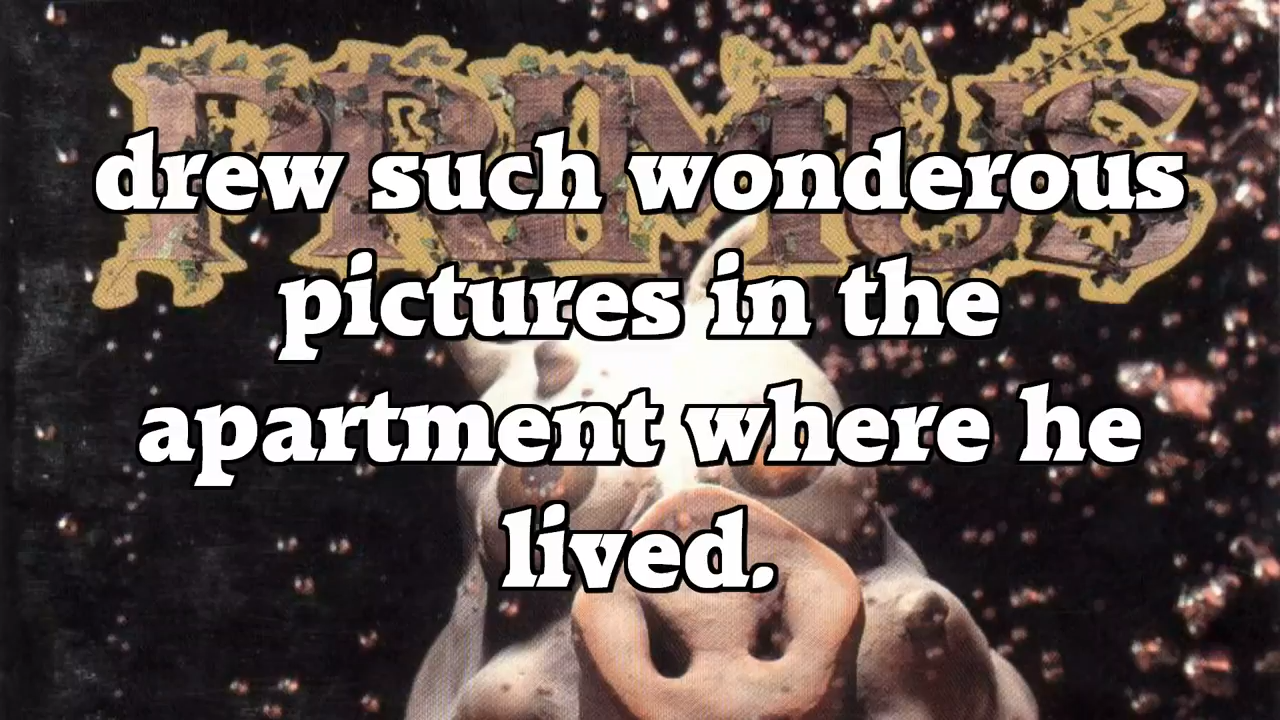 PRIMUS
drew such wonderous
pictures in the
apartment where he
lived.